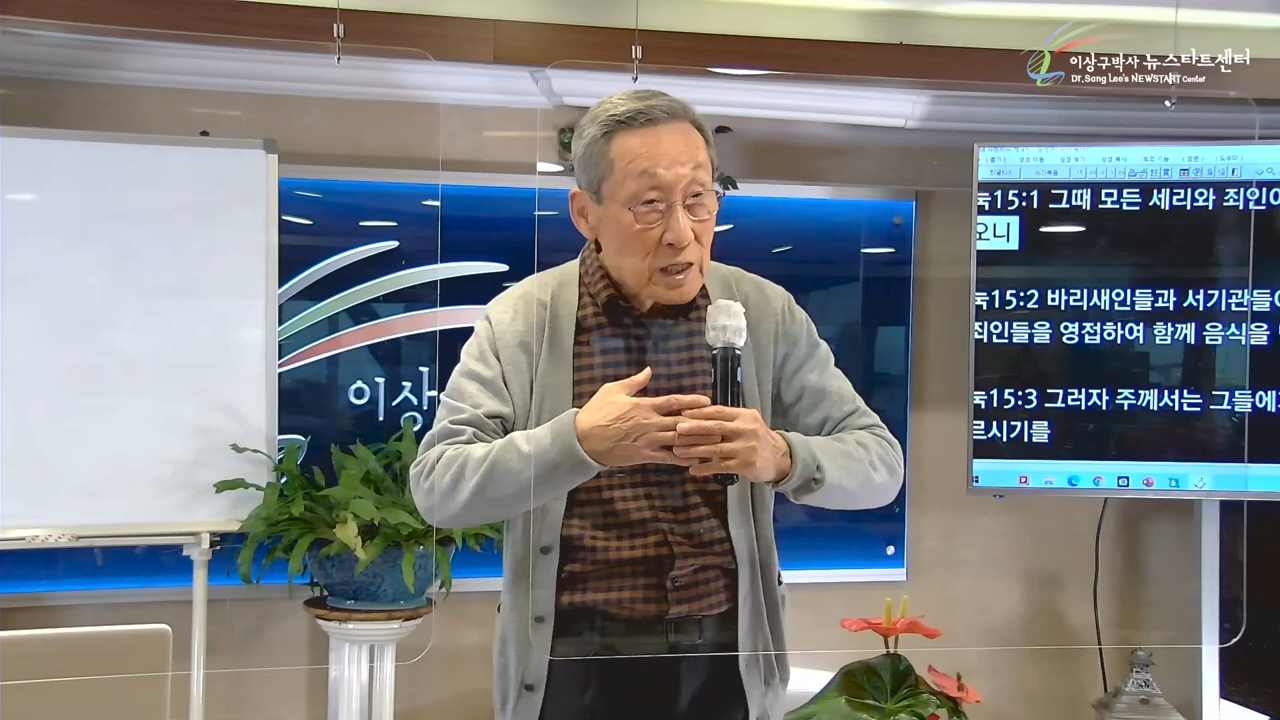 이상구박사 뉴스타트센터
Dr. Sang Lee's NEWSTART Center
이상
눅15:1 그때 모든 세리와 죄인이
오니
눅15:2 바리새인들과 서기관들이
죄인들을 영접하여 함께 음식을
눅15:3 그러자 주께서는 그들에게
르시기를